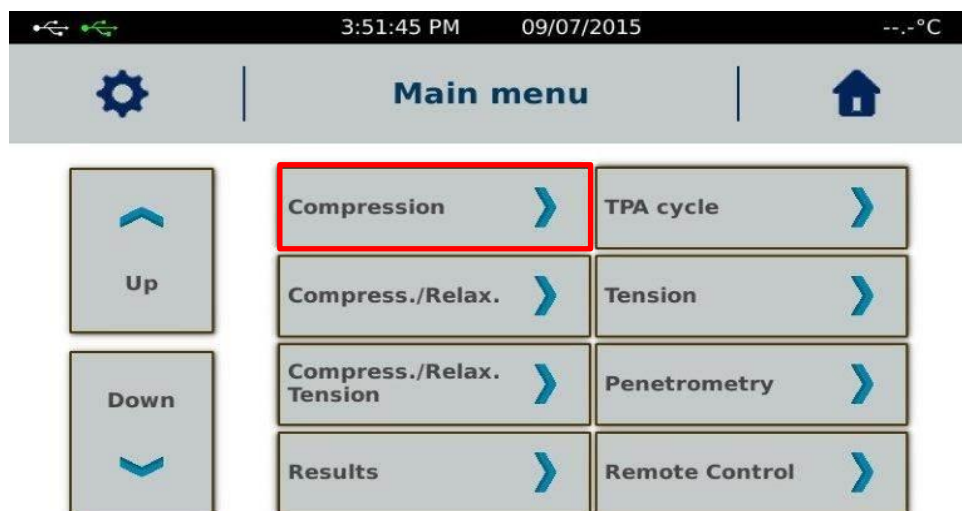 3:51:45 PM 09/07/2015 --.-°C
Main menu
Up
Down
Compression
TPA cycle
Compress./Relax.
Tension
Compress./Relax.
Tension
Penetrometry
Results
Remote Control